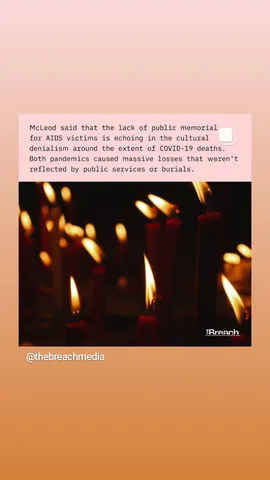 McLeod said that the lack of public memorial
for AIDS victims is echoing in the cultural
denialism around the extent of COVID-19 deaths.
Both pandemics caused massive losses that weren't
reflected by public services or burials.
THE Breach
@thebreachmedia